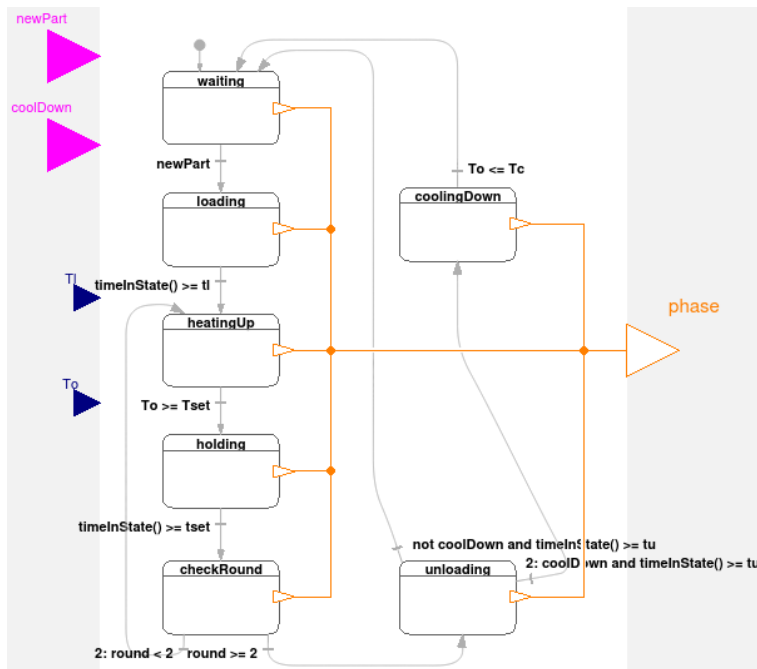 newPart
waiting
coolDown
newPart
To <= Tc
loading
coolingDown
Tl
timeInState() >= tl
phase
heatingUp
To
To >= Tset
holding
timeInState() >= tset
not coolDown and timeInState() >= tu
2: coolDown and timeInState() >= tu
checkRound
unloading
2: round < 2
round >= 2